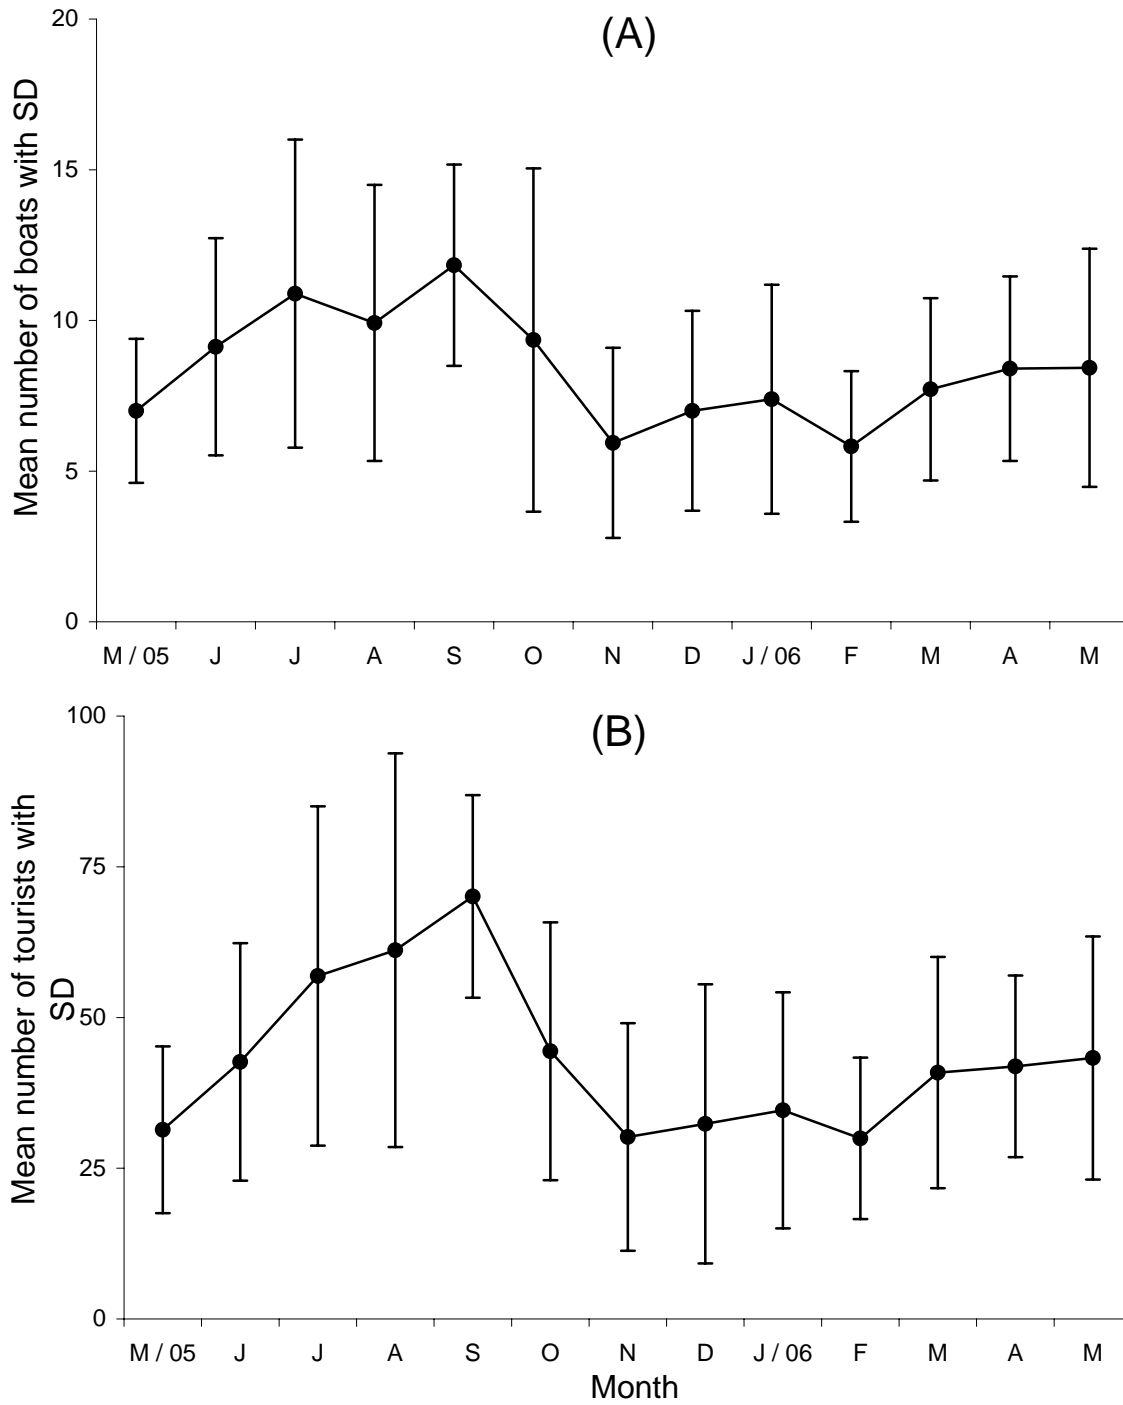 (A)
Mean number of boats with SD
20
15
10
5
0
M / 05 J J A S O N D J / 06 F M A M
(B)
Mean number of tourists with
SD
100
75
50
25
0
M / 05 J J A S O N D J / 06 F M A M
Month